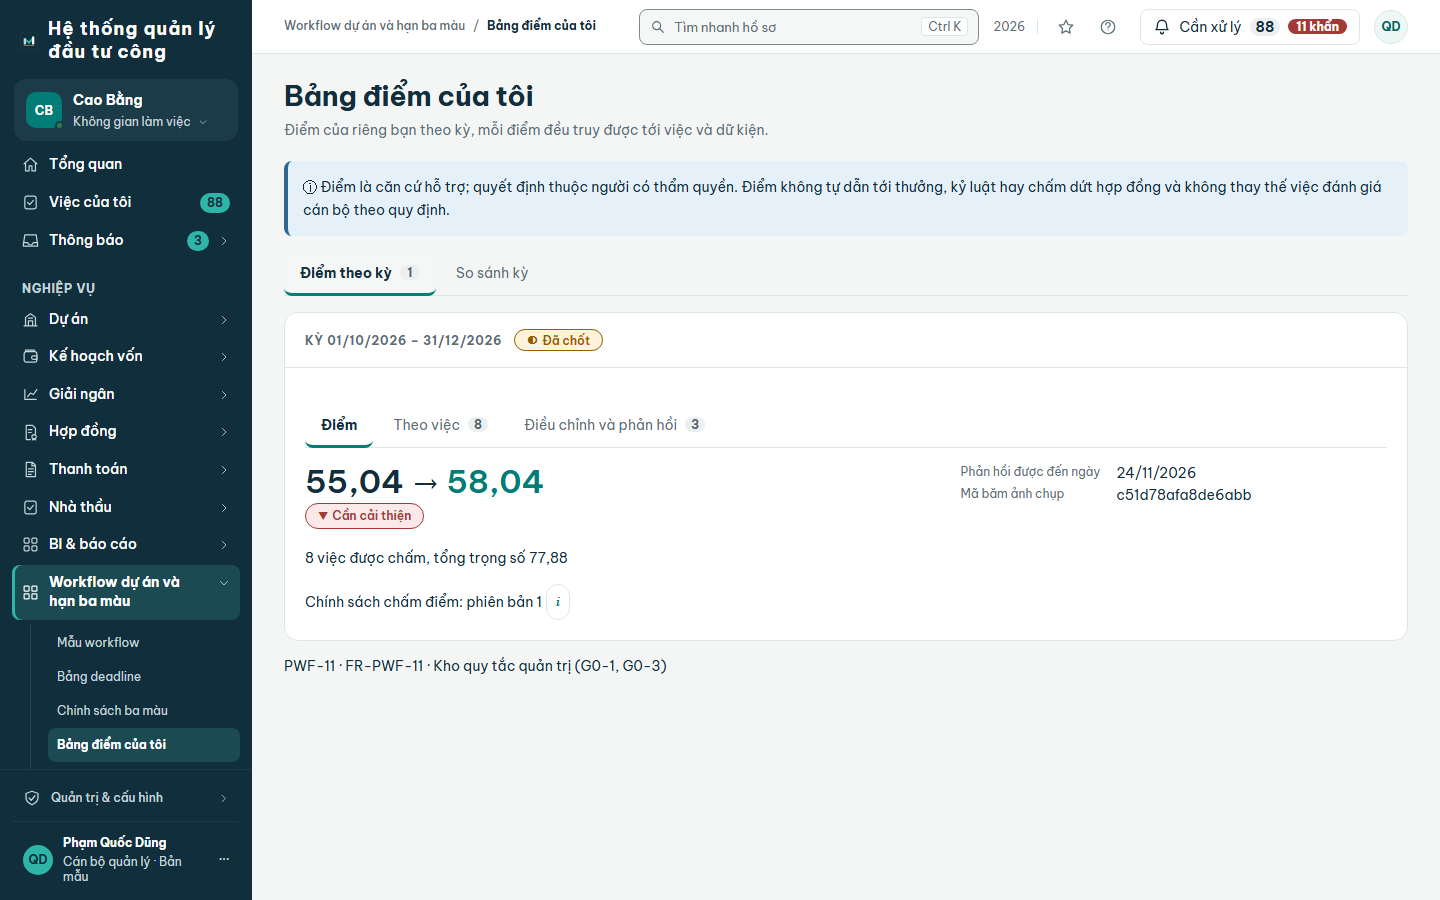 Hệ thống quản lý
đầu tư công
CB
Cao Bằng
Không gian làm việc
Tổng quan
Việc của tôi 88
Thông báo 3
NGHIỆP VỤ
Dự án
Kế hoạch vốn
Giải ngân
Hợp đồng
Thanh toán
Nhà thầu
BI & báo cáo
Workflow dự án và
hạn ba màu
Mẫu workflow
Bảng deadline
Chính sách ba màu
Bảng điểm của tôi
Quản trị & cấu hình
QD
Phạm Quốc Dũng
Cán bộ quản lý · Bản
mẫu
Workflow dự án và hạn ba màu / Bảng điểm của tôi
Tìm nhanh hồ sơ Ctrl K
2026
Cần xử lý 88 11 khẩn
QD
Bảng điểm của tôi
Điểm của riêng bạn theo kỳ, mỗi điểm đều truy được tới việc và dữ kiện.
Điểm là căn cứ hỗ trợ; quyết định thuộc người có thẩm quyền. Điểm không tự dẫn tới thưởng, kỷ luật hay chấm dứt hợp đồng và không thay thế việc đánh giá
cán bộ theo quy định.
Điểm theo kỳ 1
So sánh kỳ
KỲ 01/10/2026 – 31/12/2026
Đã chốt
Điểm
Theo việc 8
Điều chỉnh và phản hồi 3
55,04 → 58,04
▼ Cần cải thiện
8 việc được chấm, tổng trọng số 77,88
Chính sách chấm điểm: phiên bản 1 i
Phản hồi được đến ngày 24/11/2026
Mã băm ảnh chụp c51d78afa8de6abb
PWF-11 · FR-PWF-11 · Kho quy tắc quản trị (G0-1, G0-3)